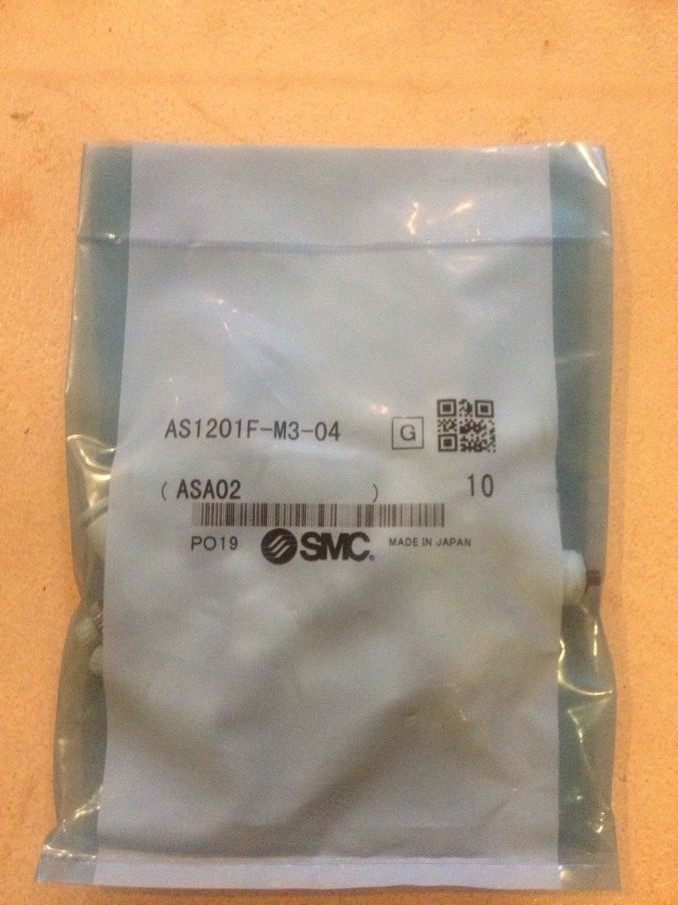 AS1201F-M3-04 G
(ASA02 ) 10
PO19 SMC. MADE IN JAPAN